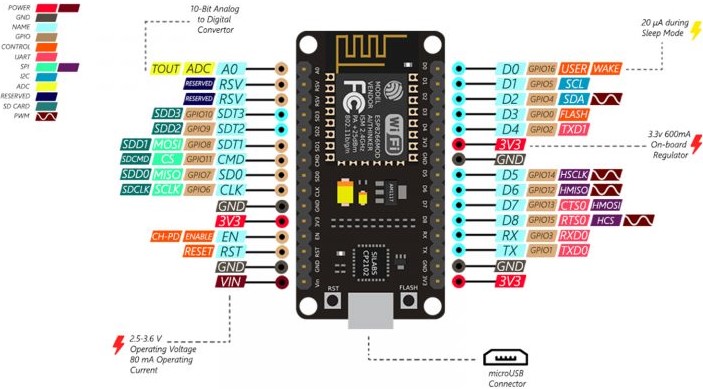 POWER
GND
NAME
GPIO
CONTROL
UART
SPI
I2C
ADC
RESERVED
SD CARD
PWM
10-Bit Analog
to Digital
Convertor
20 µA during
Sleep Mode
TOUT ADC A0
RESERVED RSV
RESERVED RSV
SDD3 GPIO10 SDT3
SDD2 GPIO9 SDT2
SDD1 MOSI GPIO8 SDT1
SDCMD CS GPIO11 CMD
SDD0 MISO GPIO7 SD0
SDCLK SCLK GPIO6 CLK
GND
3V3
CH-PD ENABLE EN
RESET RST
GND
VIN
A0
RSV
RSV
SD3
SD2
SD1
CMD
SD0
CLK
GND
3V3
EN
RST
GND
Vin
MODEL
VENDOR
ESP8266MOD
AI-THINKER
ISM 2.4GHz
PA +25dBm
802.11b/g/n
FC
WiFi
AM1117
SILABS
CP2102
RST
FLASH
D0
D1
D2
D3
D4
3V3
GND
D5
D6
D7
D8
RX
TX
GND
3V3
D0 GPIO16 USER WAKE
D1 GPIO5 SCL
D2 GPIO4 SDA
D3 GPIO0 FLASH
D4 GPIO2 TXD1
3V3
GND
D5 GPIO14 HSCLK
D6 GPIO12 HMISO
D7 GPIO13 CTS0 HMOSI
D8 GPIO15 RTS0 HCS
RX GPIO3 RXD0
TX GPIO1 TXD0
GND
3V3
3.3v 600mA
On-board
Regulator
2.5-3.6 V
Operating Voltage
80 mA Operating
Current
microUSB
Connector